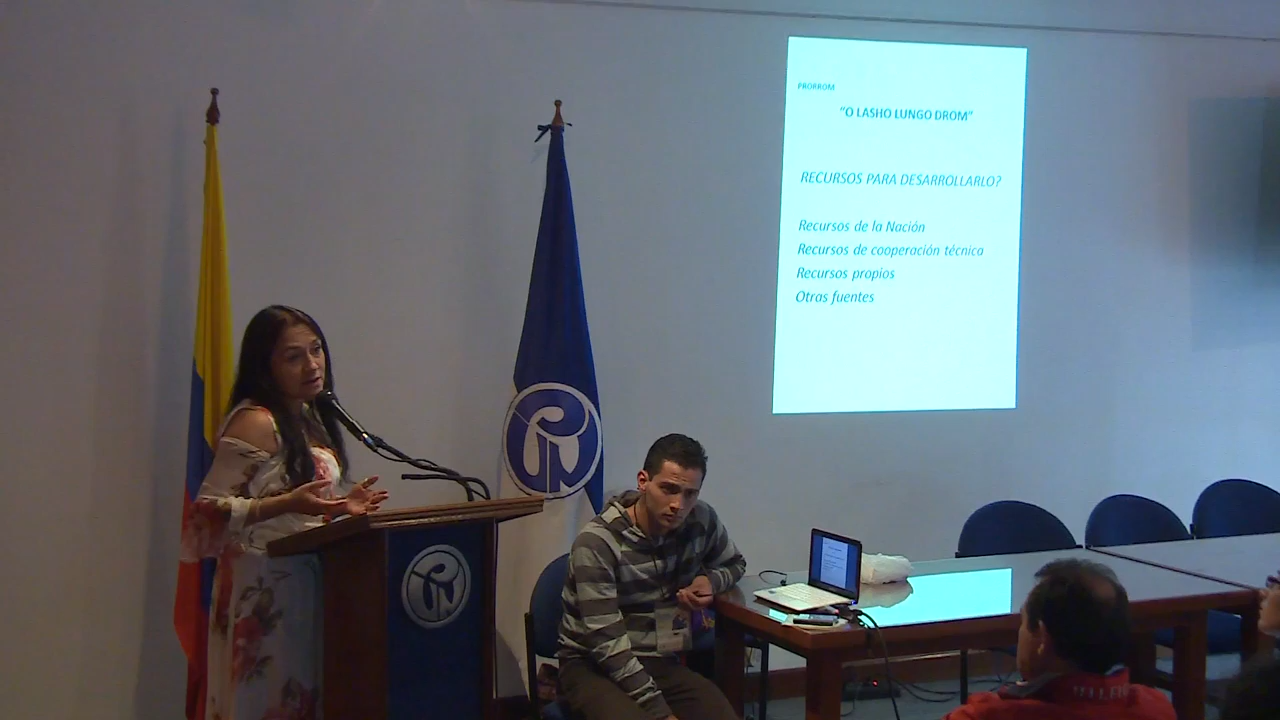 PRORROM
"O LASHO LUNGO DROM"
RECURSOS PARA DESARROLLARLO?
Recursos de la Nación
Recursos de cooperación técnica
Recursos propios
Otras fuentes